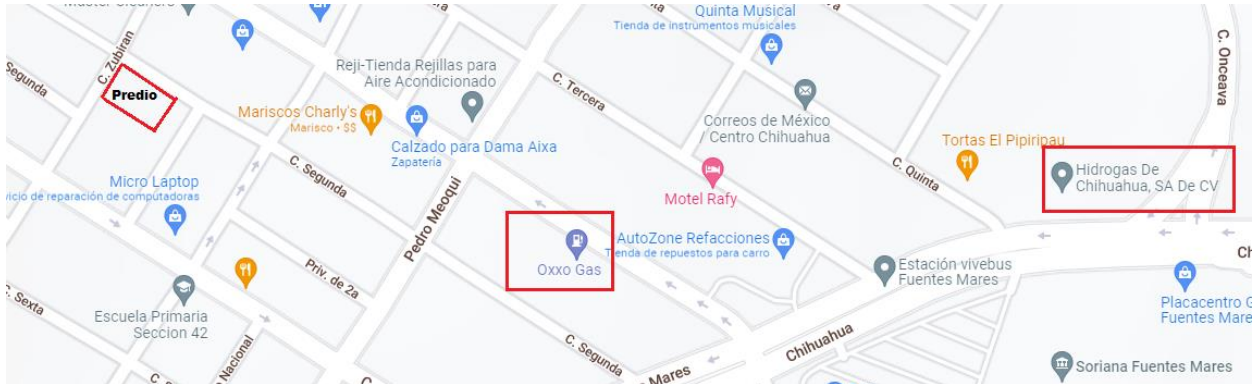 Quinta Musical
Tienda de instrumentos musicales
C. Onceava
C. Zubiran
Segunda
Predio
Reji-Tienda Rejillas para
Aire Acondicionado
C. Tercera
Mariscos Charly's
Marisco • $$
Calzado para Dama Aixa
Zapatería
Correos de México
Centro Chihuahua
Tortas El Pipiripau
C. Quinta
Hidrogas De
Chihuahua, SA De CV
C. Segunda
Micro Laptop
vicio de reparación de computadoras
Motel Rafy
Pedro Meoqui
Oxxo Gas
AutoZone Refacciones
Tienda de repuestos para carro
Estación vivebus
Fuentes Mares
Ch
Priv. de 2a
C. Sexta
Escuela Primaria
Seccion 42
Placacentro G
Fuentes Mare
Chihuahua
C. Segunda
Mares
Nacional
Soriana Fuentes Mares